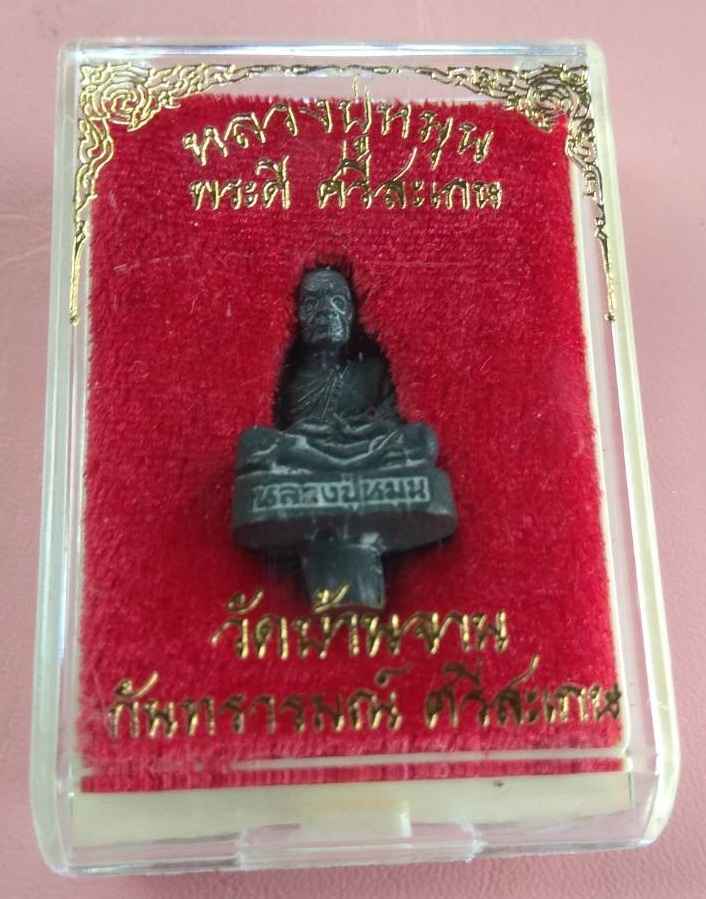 หลวงปู่หมุน
พระดี ศรีสะเกษ
หลวงปู่หมุน
วัดบ้านจาน
กันทรารมณ์ ศรีสะเกษ